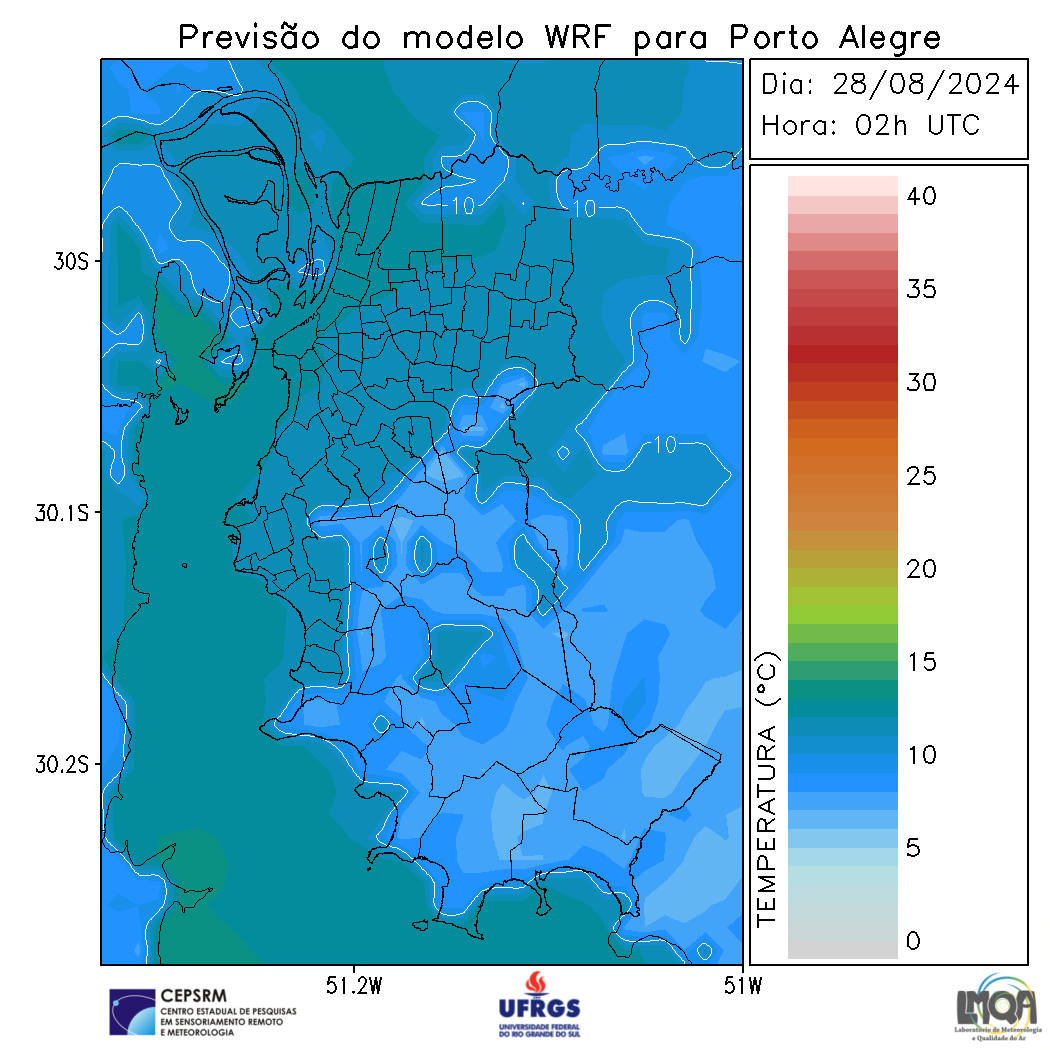 Previsão do modelo WRF para Porto Alegre
Dia: 28/08/2024
Hora: 02h UTC
40
35
30
25
20
15
10
5
0
TEMPERATURA (°C)
30S
30.1S
30.2S
51.2W
51W
10
10
10
CEPSRM
CENTRO ESTADUAL DE PESQUISAS
EM SENSORIAMENTO REMOTO
E METEOROLOGIA
UFRGS
UNIVERSIDADE FEDERAL
DO RIO GRANDE DO SUL
LMQA
Laboratório de Meteorologia
e Qualidade do Ar